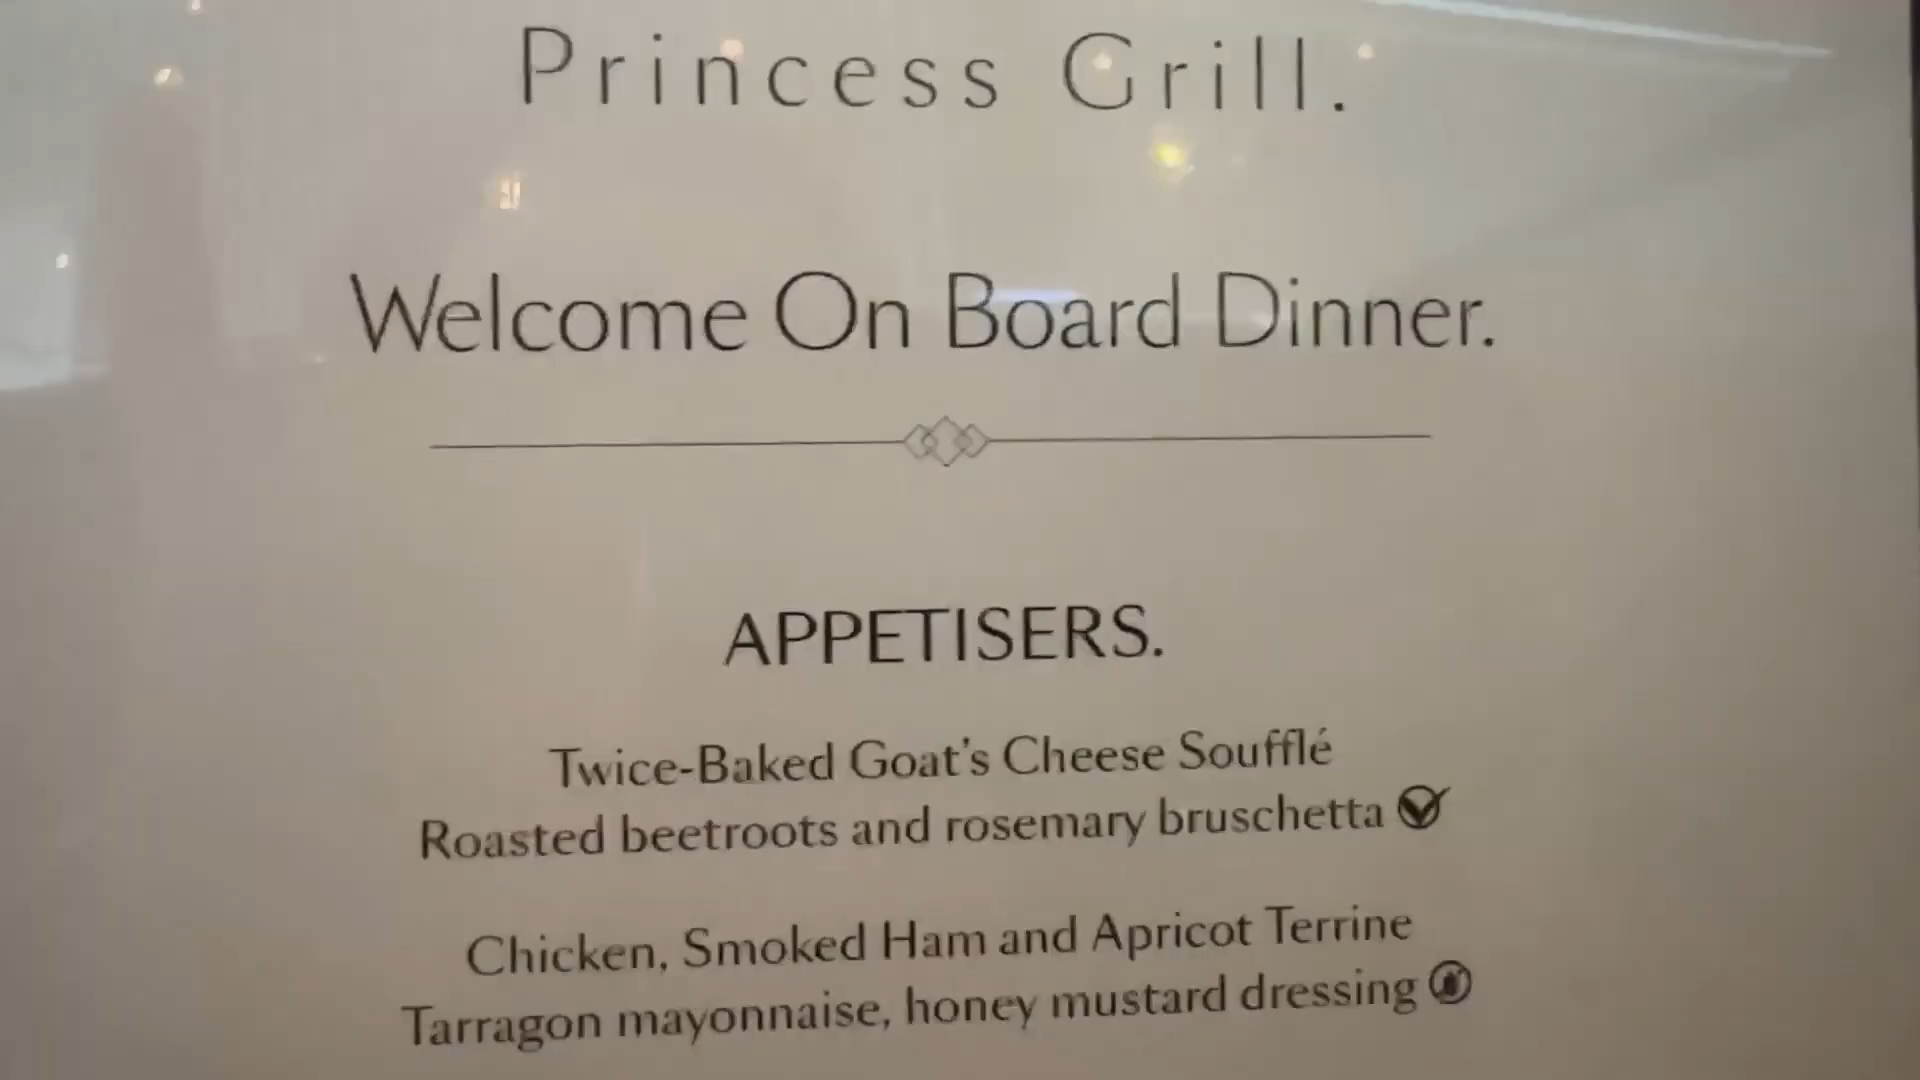 Princess Grill.
Welcome On Board Dinner.
APPETISERS.
Twice-Baked Goat's Cheese Soufflé
Roasted beetroots and rosemary bruschetta
Chicken, Smoked Ham and Apricot Terrine
Tarragon mayonnaise, honey mustard dressing